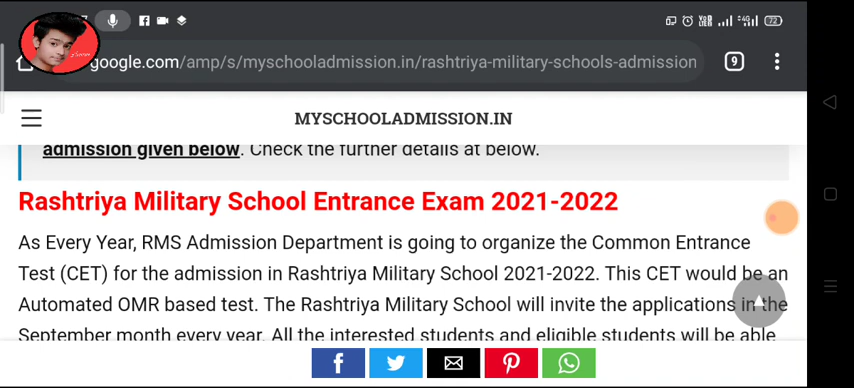 72
google.com/amp/s/myschooladmission.in/rashtriya-military-schools-admission
9
MYSCHOOLADMISSION.IN
admission given below. Check the further details at below.
Rashtriya Military School Entrance Exam 2021-2022
As Every Year, RMS Admission Department is going to organize the Common Entrance
Test (CET) for the admission in Rashtriya Military School 2021-2022. This CET would be an
Automated OMR based test. The Rashtriya Military School will invite the applications in the
September month every year. All the interested students and eligible students will be able